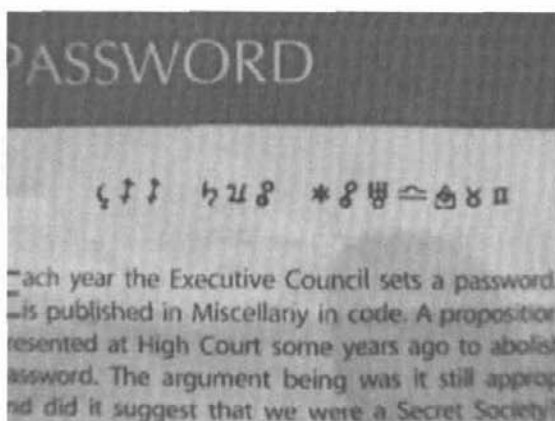 PASSWORD
Each year the Executive Council sets a password.
is published in Miscellany in code. A proposition
resented at High Court some years ago to abolish
assword. The argument being was it still approp
nd did it suggest that we were a Secret Society?